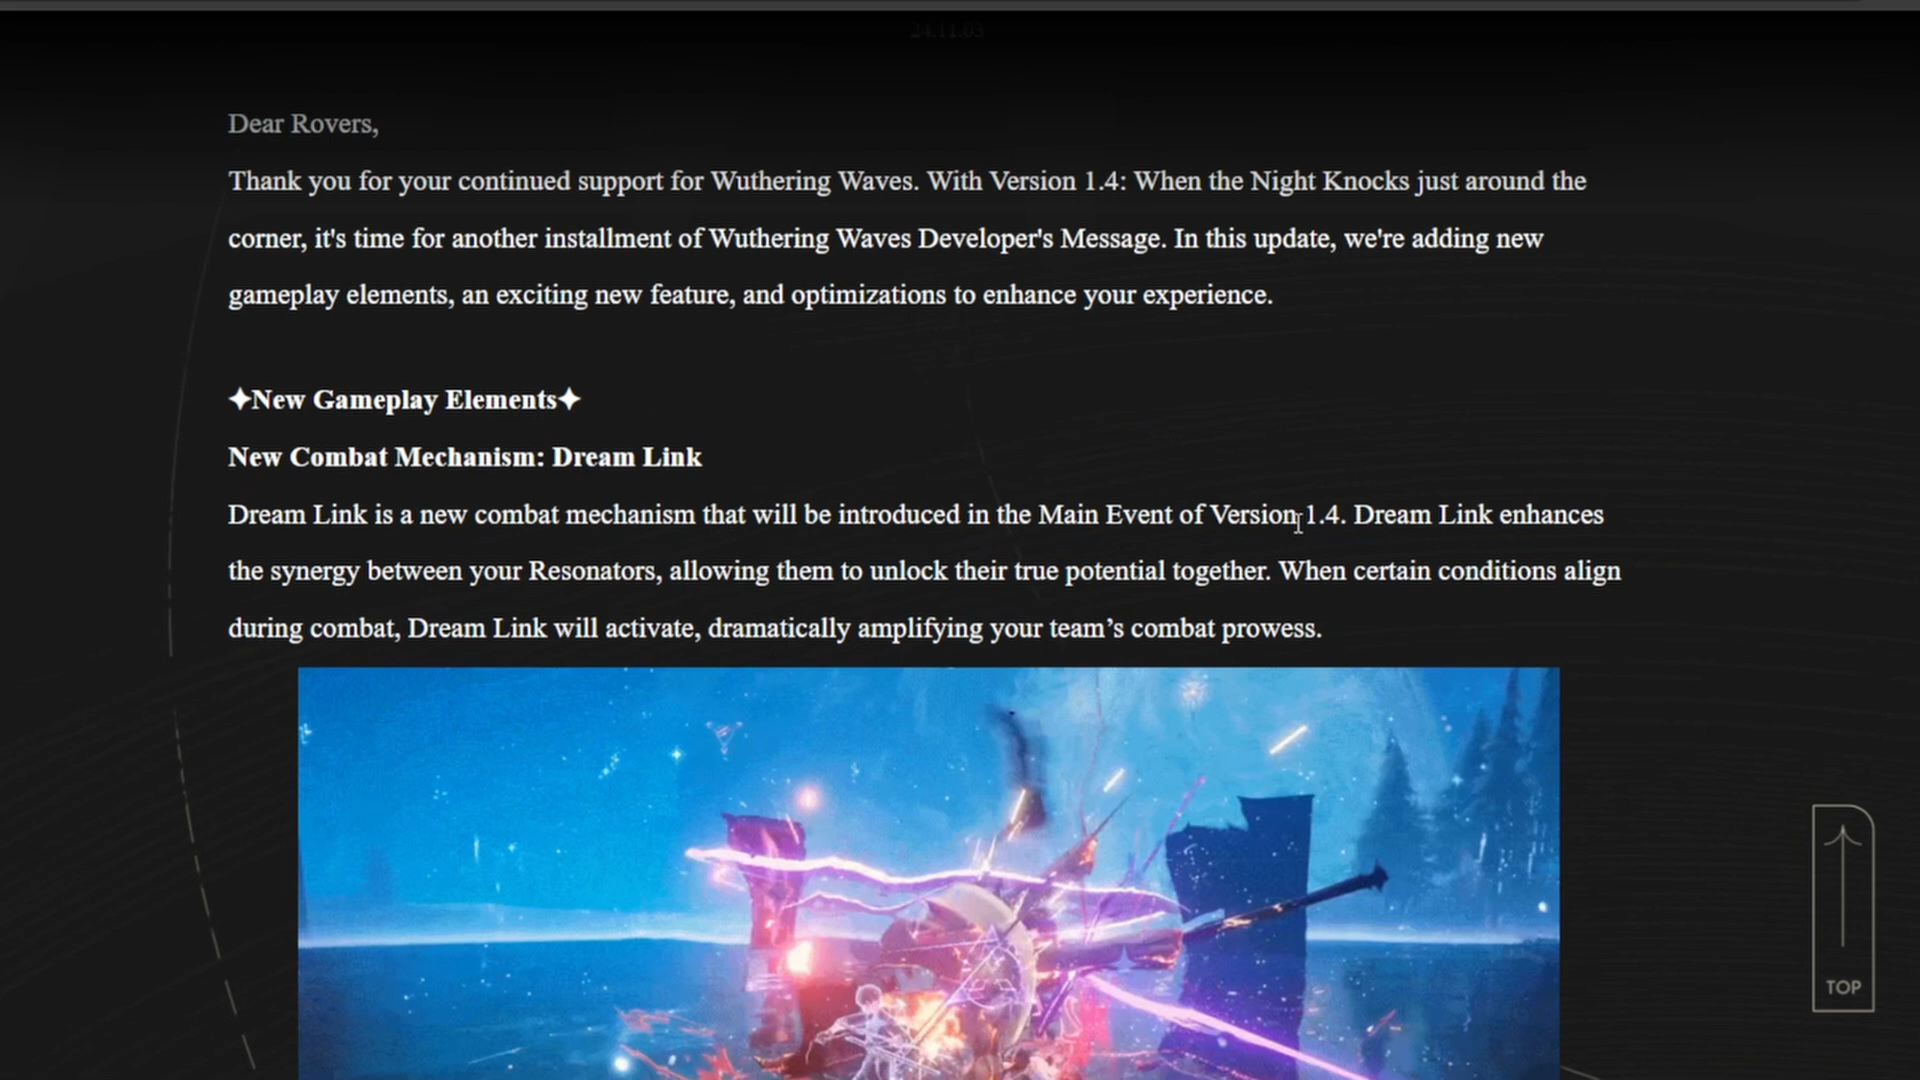 24.11.03
Dear Rovers,
Thank you for your continued support for Wuthering Waves. With Version 1.4: When the Night Knocks just around the
corner, it's time for another installment of Wuthering Waves Developer's Message. In this update, we're adding new
gameplay elements, an exciting new feature, and optimizations to enhance your experience.
✦New Gameplay Elements✦
New Combat Mechanism: Dream Link
Dream Link is a new combat mechanism that will be introduced in the Main Event of Version 1.4. Dream Link enhances
the synergy between your Resonators, allowing them to unlock their true potential together. When certain conditions align
during combat, Dream Link will activate, dramatically amplifying your team’s combat prowess.
TOP